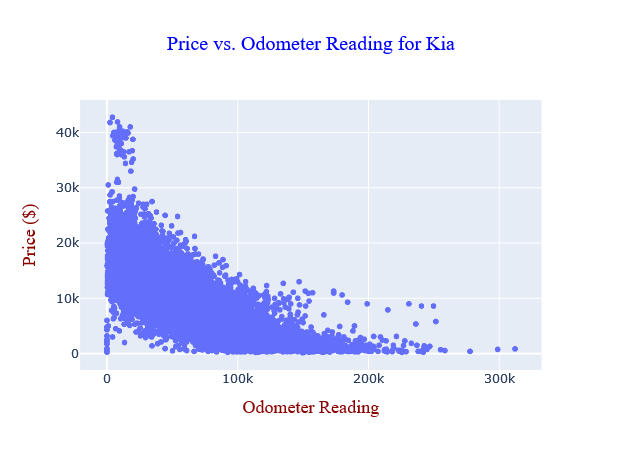 Price vs. Odometer Reading for Kia
40k
30k
20k
10k
0
Price ($)
0 100k 200k 300k
Odometer Reading